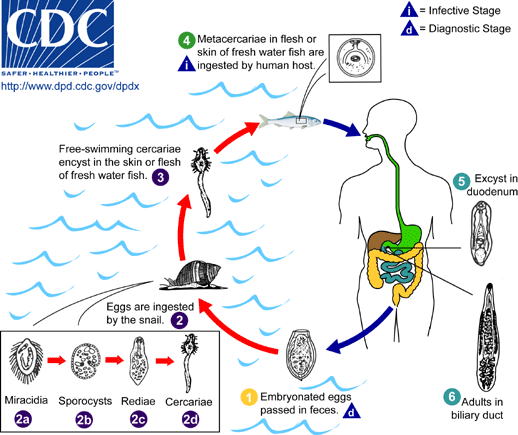 CDC
SAFER • HEALTHIER • PEOPLE™
http://www.dpd.cdc.gov/dpdx
i = Infective Stage
d = Diagnostic Stage
4 Metacercariae in flesh or
skin of fresh water fish are
i ingested by human host.
Free-swimming cercariae
encyst in the skin or flesh
of fresh water fish. 3
5 Excyst in
duodenum
Eggs are ingested
by the snail. 2
Miracidia Sporocysts Rediae Cercariae
2a 2b 2c 2d
1 Embryonated eggs
passed in feces. d
6 Adults in
biliary duct